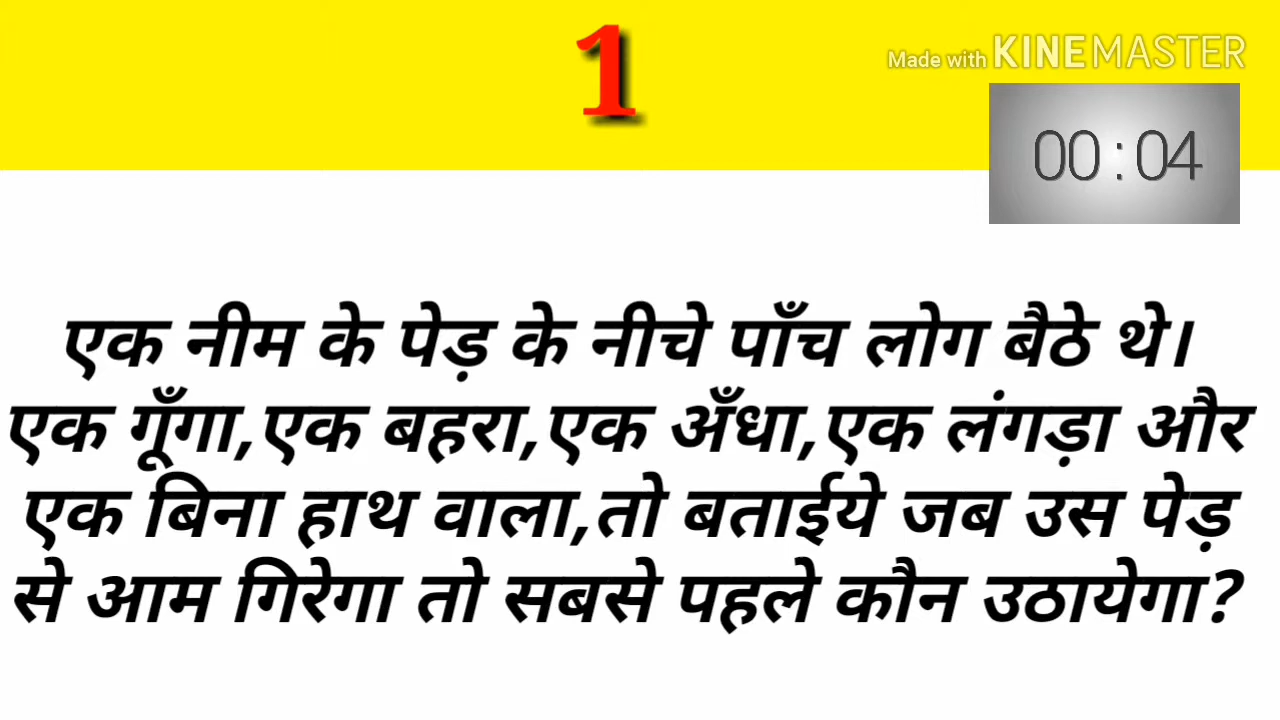 1
Made with KINEMASTER
00:04
एक नीम के पेड़ के नीचे पाँच लोग बैठे थे।
एक गूँगा,एक बहरा,एक अँधा,एक लंगड़ा और
एक बिना हाथ वाला,तो बताईये जब उस पेड़
से आम गिरेगा तो सबसे पहले कौन उठायेगा?